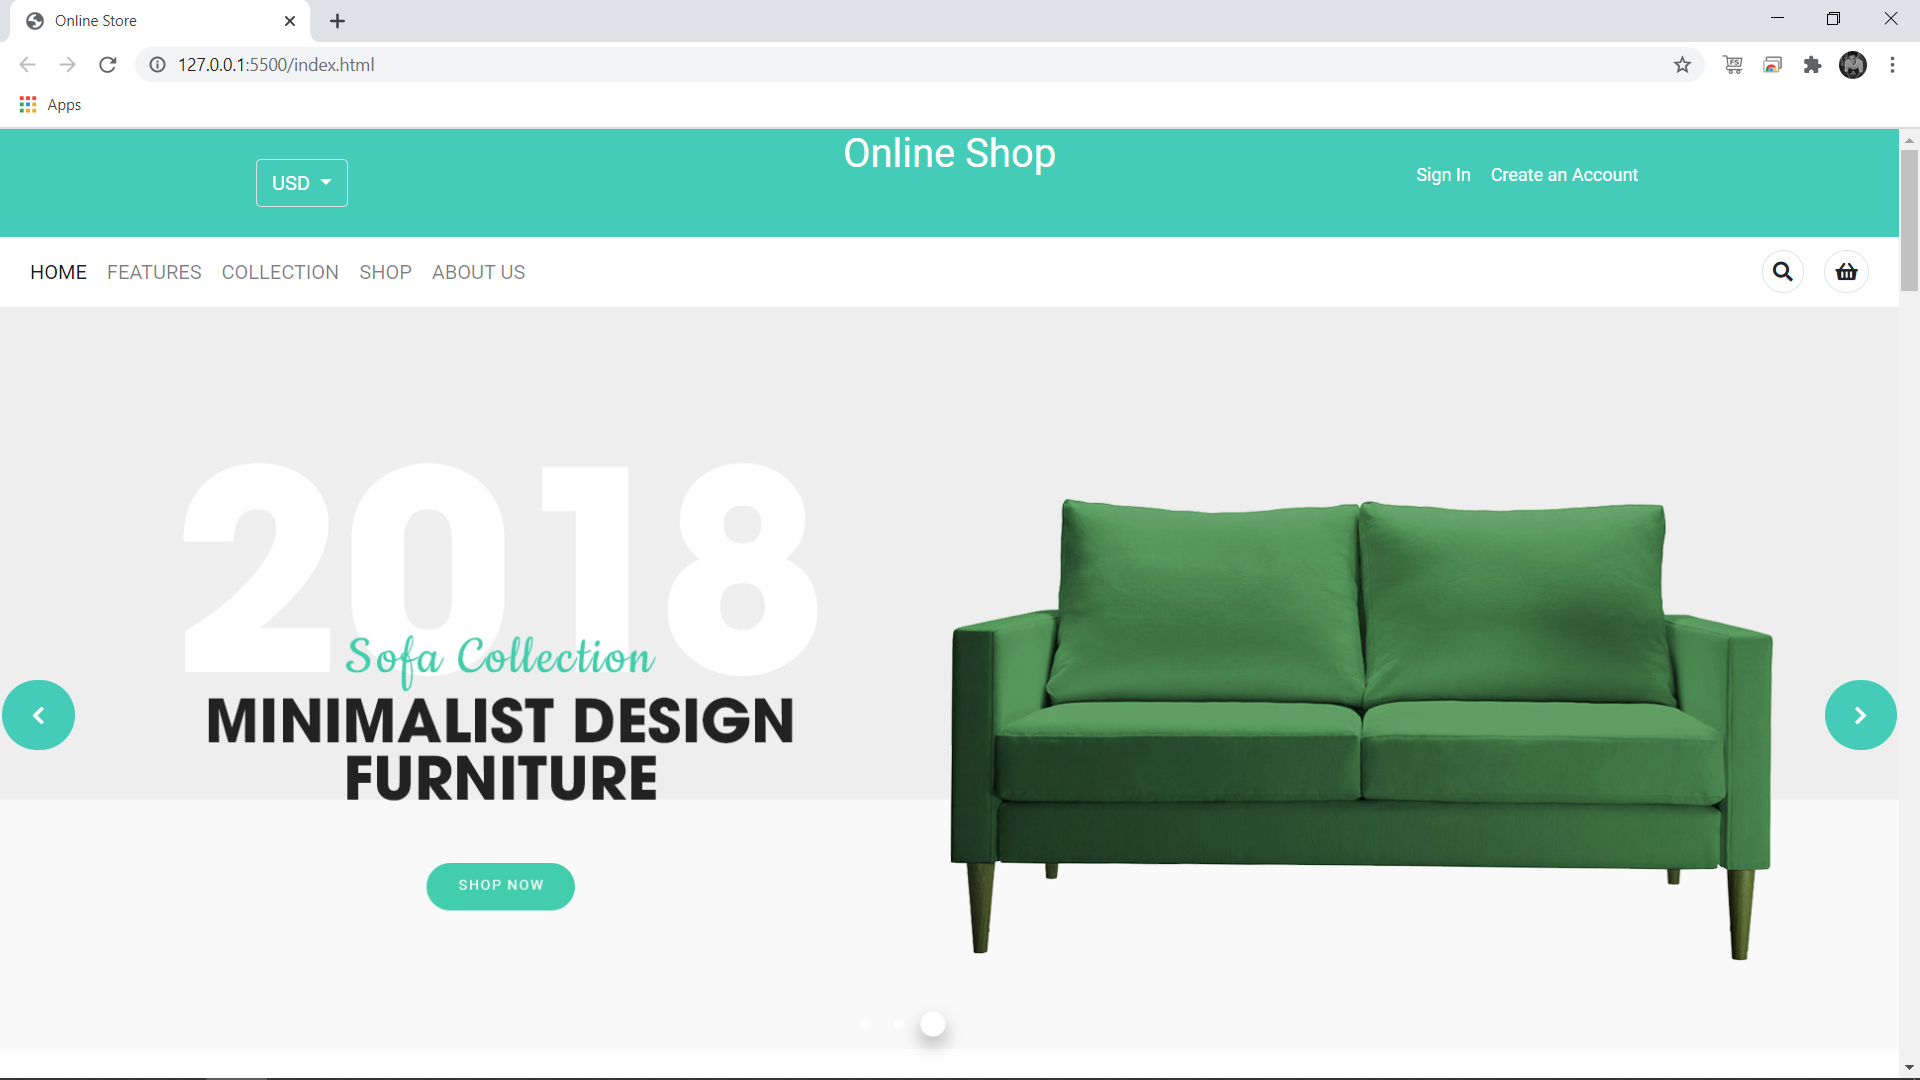 Online Store
127.0.0.1:5500/index.html
Apps
Online Shop
USD
Sign In Create an Account
HOME FEATURES COLLECTION SHOP ABOUT US
2018
Sofa Collection
MINIMALIST DESIGN
FURNITURE
SHOP NOW